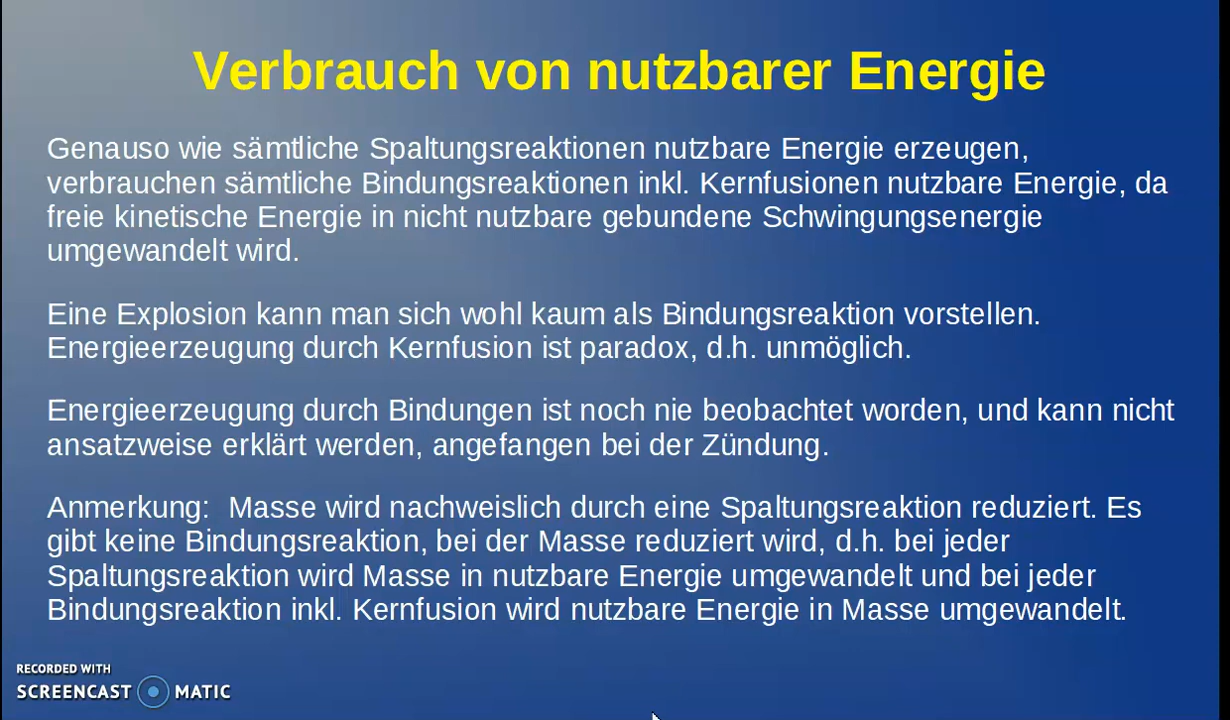 Verbrauch von nutzbarer Energie
Genauso wie sämtliche Spaltungsreaktionen nutzbare Energie erzeugen,
verbrauchen sämtliche Bindungsreaktionen inkl. Kernfusionen nutzbare Energie, da
freie kinetische Energie in nicht nutzbare gebundene Schwingungsenergie
umgewandelt wird.
Eine Explosion kann man sich wohl kaum als Bindungsreaktion vorstellen.
Energieerzeugung durch Kernfusion ist paradox, d.h. unmöglich.
Energieerzeugung durch Bindungen ist noch nie beobachtet worden, und kann nicht
ansatzweise erklärt werden, angefangen bei der Zündung.
Anmerkung:  Masse wird nachweislich durch eine Spaltungsreaktion reduziert. Es
gibt keine Bindungsreaktion, bei der Masse reduziert wird, d.h. bei jeder
Spaltungsreaktion wird Masse in nutzbare Energie umgewandelt und bei jeder
Bindungsreaktion inkl. Kernfusion wird nutzbare Energie in Masse umgewandelt.
RECORDED WITH
SCREENCAST MATIC